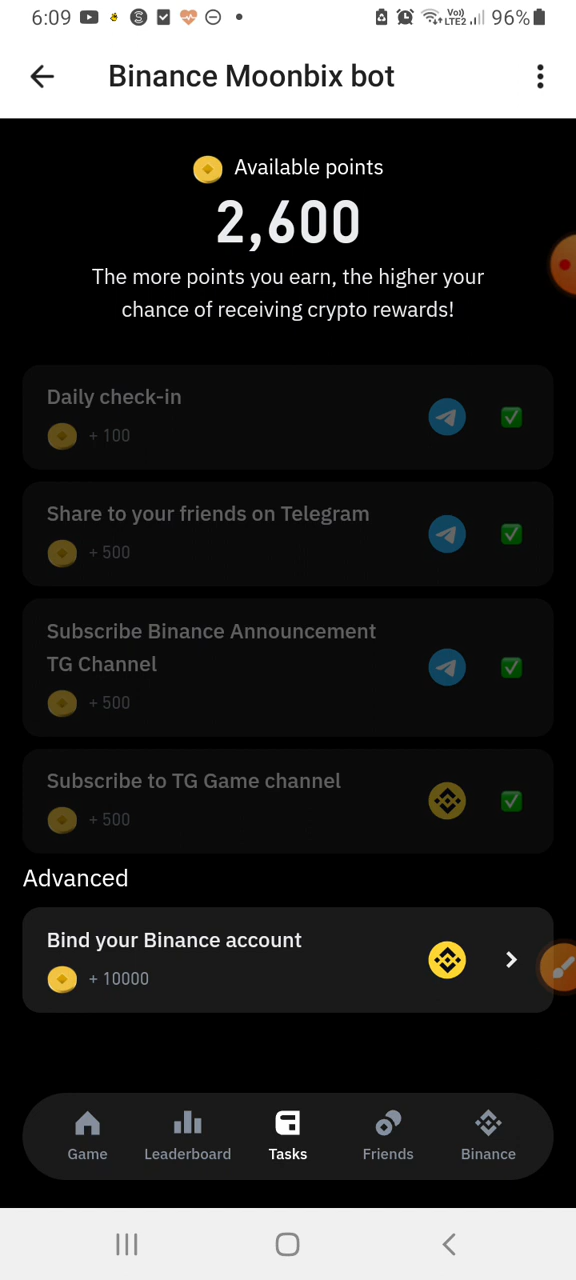 6:09
Vo)
LTE2
96%
Binance Moonbix bot
Available points
2,600
The more points you earn, the higher your
chance of receiving crypto rewards!
Daily check-in
+ 100
Share to your friends on Telegram
+ 500
Subscribe Binance Announcement
TG Channel
+ 500
Subscribe to TG Game channel
+ 500
Advanced
Bind your Binance account
+ 10000
Game
Leaderboard
Tasks
Friends
Binance